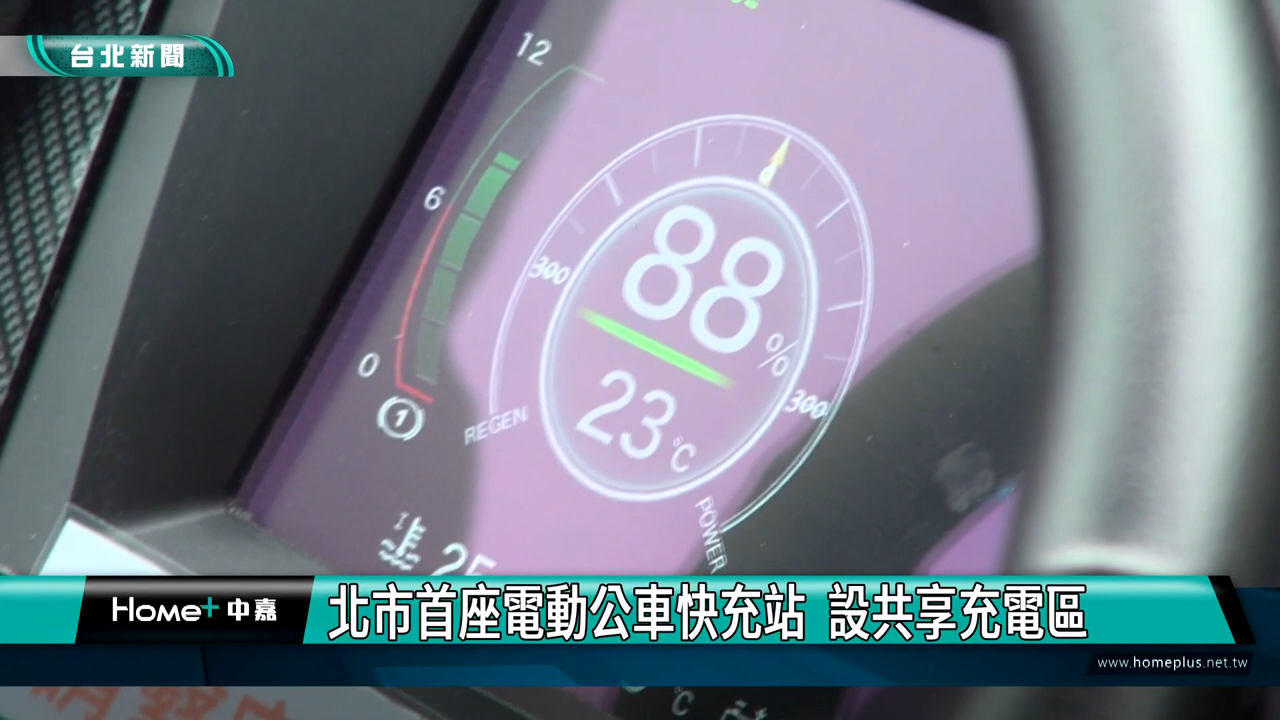 台北新聞
12
6
0
1
300
88%
23°C
300
REGEN
POWER
25
Home+ 中嘉
北市首座電動公車快充站 設共享充電區
www.homeplus.net.tw
°C